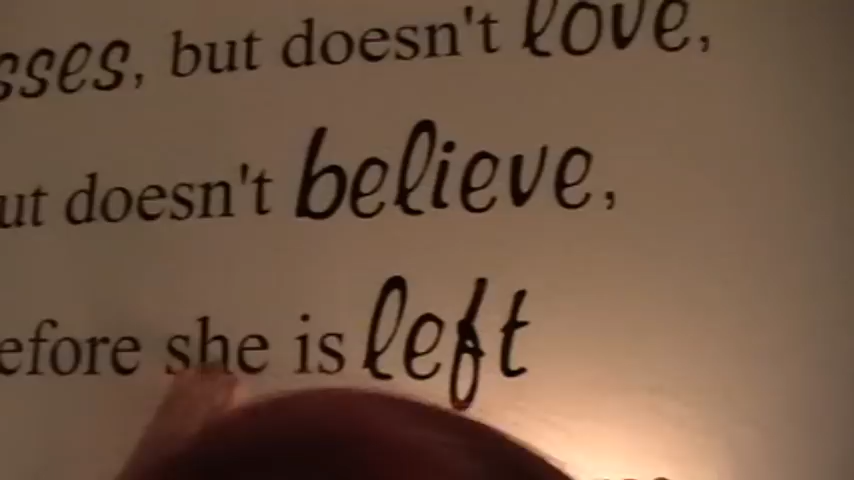 sses, but doesn't love,
ut doesn't believe,
efore she is left